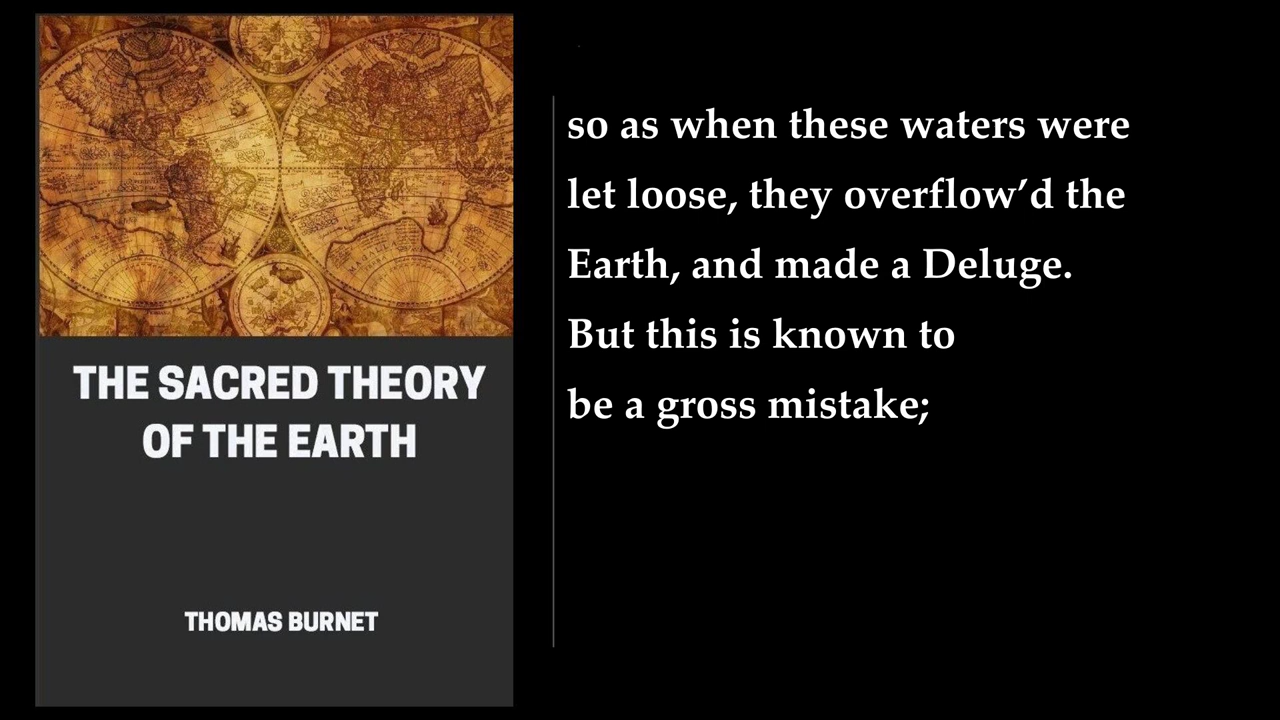 THE SACRED THEORY
OF THE EARTH
THOMAS BURNET
so as when these waters were
let loose, they overflow’d the
Earth, and made a Deluge.
But this is known to
be a gross mistake;